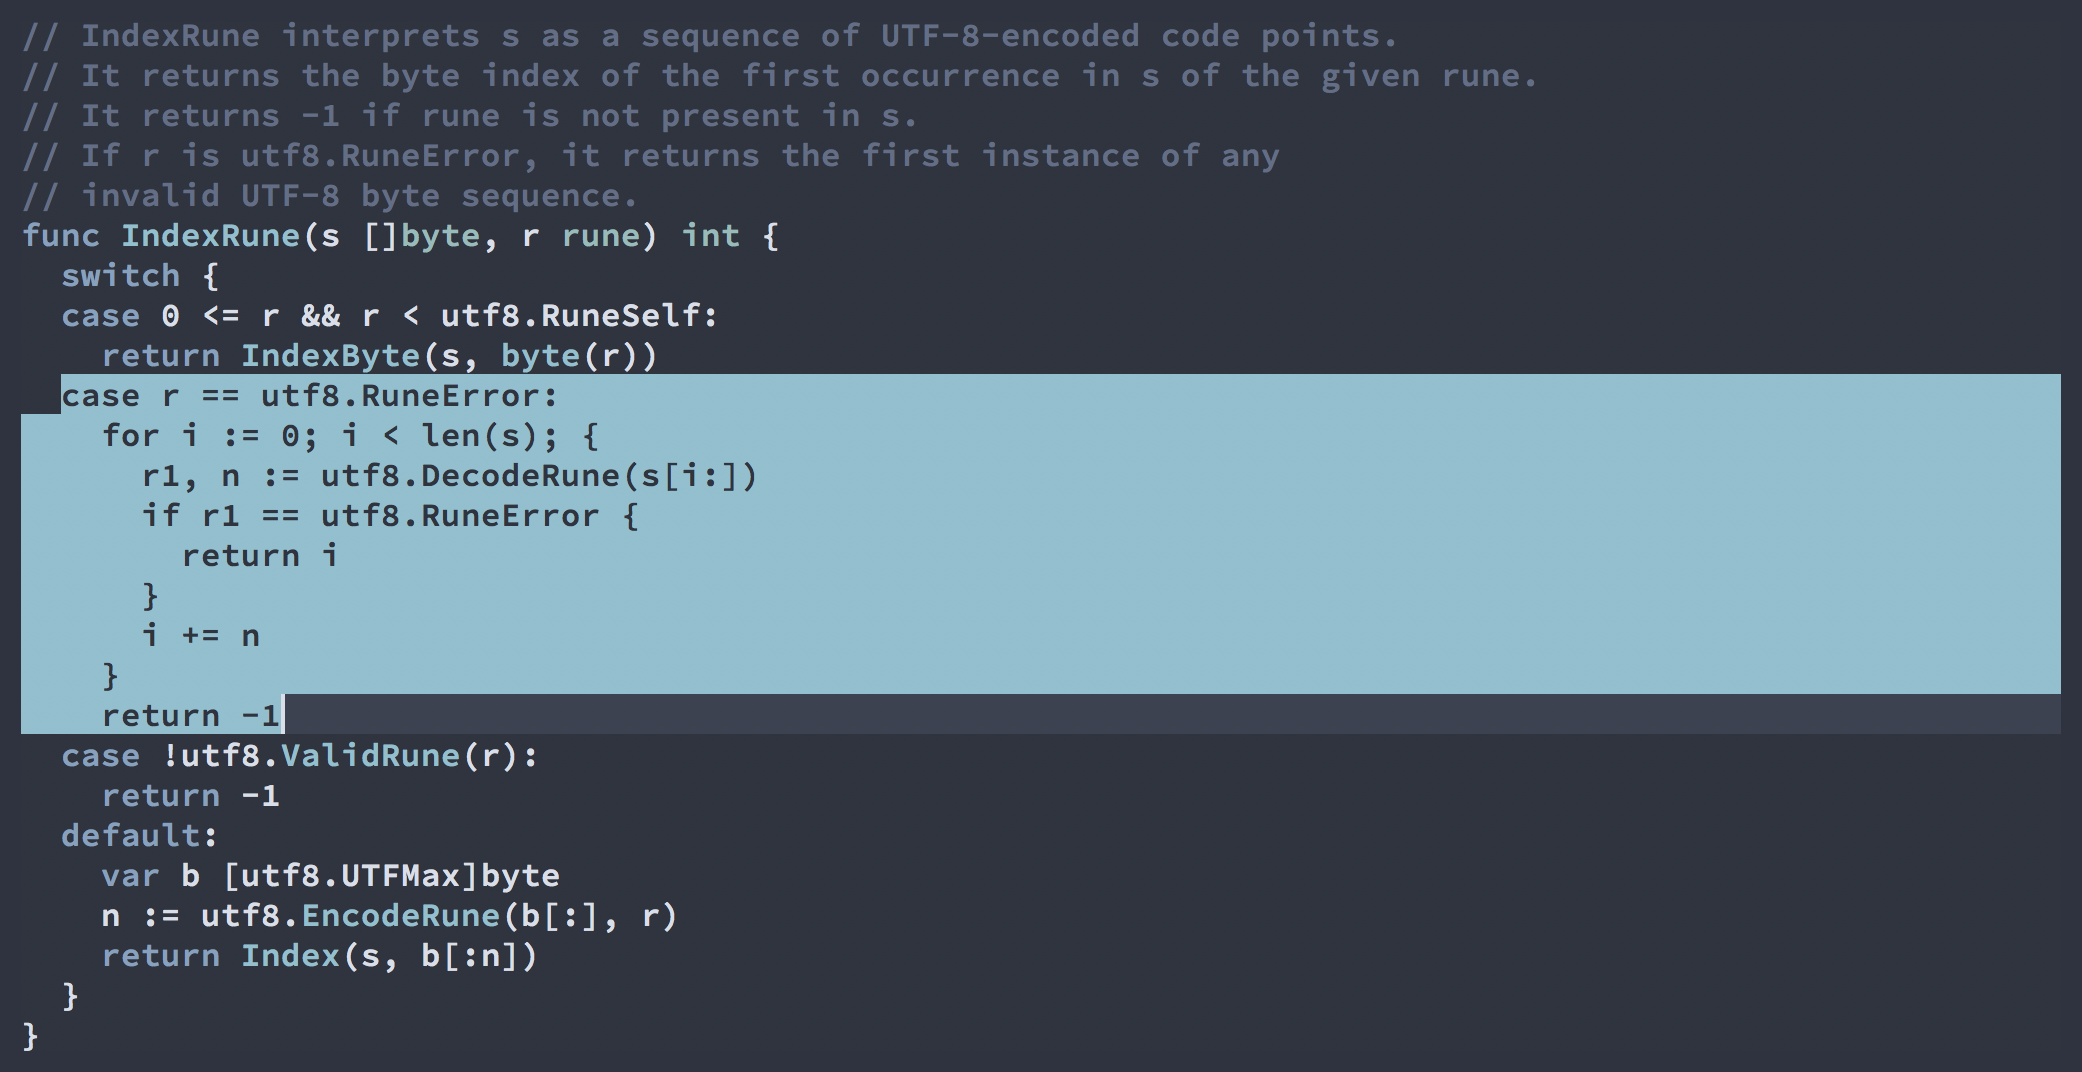 // IndexRune interprets s as a sequence of UTF-8-encoded code points.
// It returns the byte index of the first occurrence in s of the given rune.
// It returns -1 if rune is not present in s.
// If r is utf8.RuneError, it returns the first instance of any
// invalid UTF-8 byte sequence.
func IndexRune(s []byte, r rune) int {
  switch {
  case 0 <= r && r < utf8.RuneSelf:
    return IndexByte(s, byte(r))
  case r == utf8.RuneError:
    for i := 0; i < len(s); {
      r1, n := utf8.DecodeRune(s[i:])
      if r1 == utf8.RuneError {
        return i
      }
      i += n
    }
    return -1
  case !utf8.ValidRune(r):
    return -1
  default:
    var b [utf8.UTFMax]byte
    n := utf8.EncodeRune(b[:], r)
    return Index(s, b[:n])
  }
}